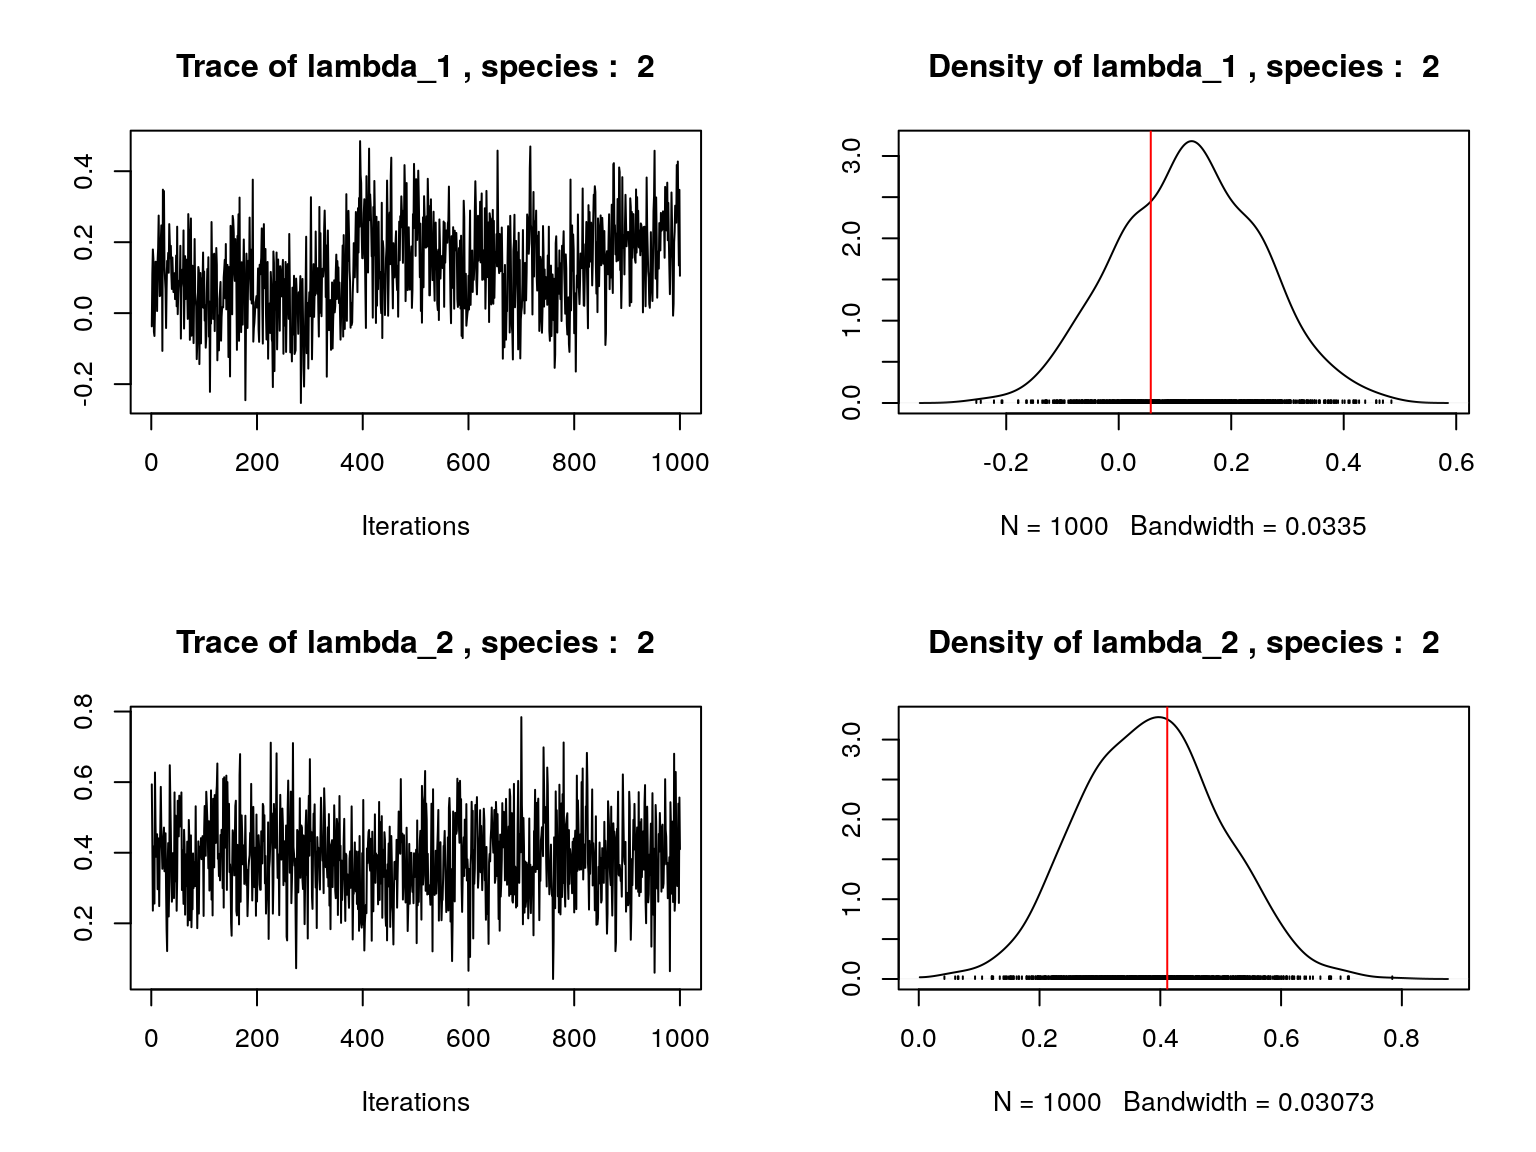 Trace of lambda_1 , species :  2
0.4
0.2
0.0
-0.2
0 200 400 600 800 1000
Iterations
Density of lambda_1 , species :  2
3.0
2.0
1.0
0.0
-0.2 0.0 0.2 0.4 0.6
N = 1000   Bandwidth = 0.0335
Trace of lambda_2 , species :  2
0.8
0.6
0.4
0.2
0 200 400 600 800 1000
Iterations
Density of lambda_2 , species :  2
3.0
2.0
1.0
0.0
0.0 0.2 0.4 0.6 0.8
N = 1000   Bandwidth = 0.03073